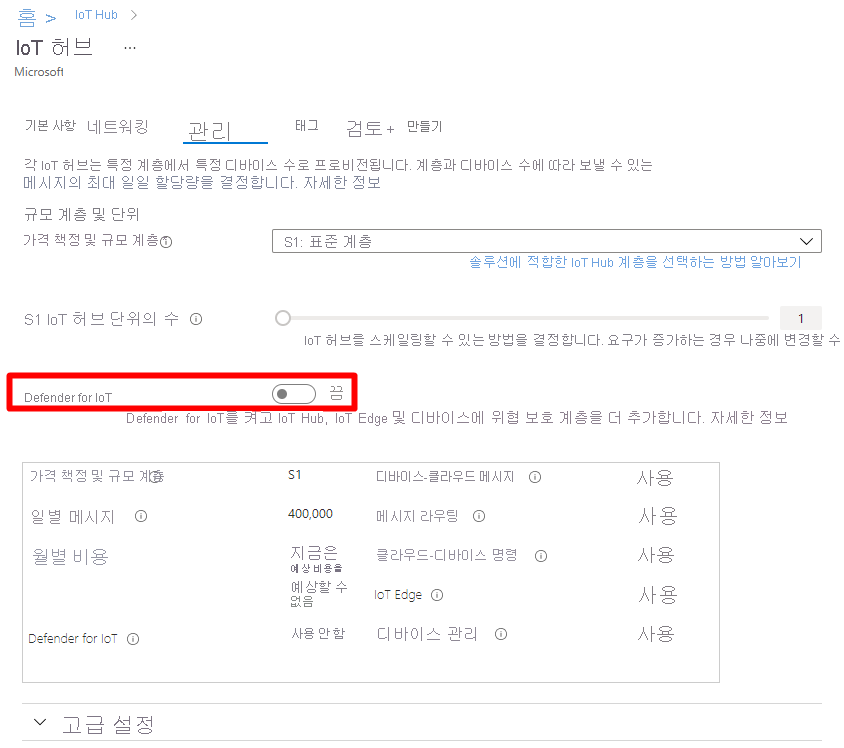 홈 > IoT Hub >
IoT 허브 ...
Microsoft
기본 사항 네트워킹 관리 태그 검토 + 만들기
각 IoT 허브는 특정 계층에서 특정 디바이스 수로 프로비전됩니다. 계층과 디바이스 수에 따라 보낼 수 있는
메시지의 최대 일일 할당량을 결정합니다. 자세한 정보
규모 계층 및 단위
가격 책정 및 규모 계층
S1: 표준 계층
솔루션에 적합한 IoT Hub 계층을 선택하는 방법 알아보기
S1 IoT 허브 단위의 수 1
IoT 허브를 스케일링할 수 있는 방법을 결정합니다. 요구가 증가하는 경우 나중에 변경할 수
Defender for IoT 끔
Defender for IoT를 켜고 IoT Hub, IoT Edge 및 디바이스에 위협 보호 계층을 더 추가합니다. 자세한 정보
가격 책정 및 규모 계층 S1 디바이스-클라우드 메시지 사용
일별 메시지 400,000 메시지 라우팅 사용
월별 비용 지금은 클라우드-디바이스 명령 사용
예상 비용을
예상할 수 IoT Edge 사용
없음
Defender for IoT 사용 안 함 디바이스 관리 사용
고급 설정